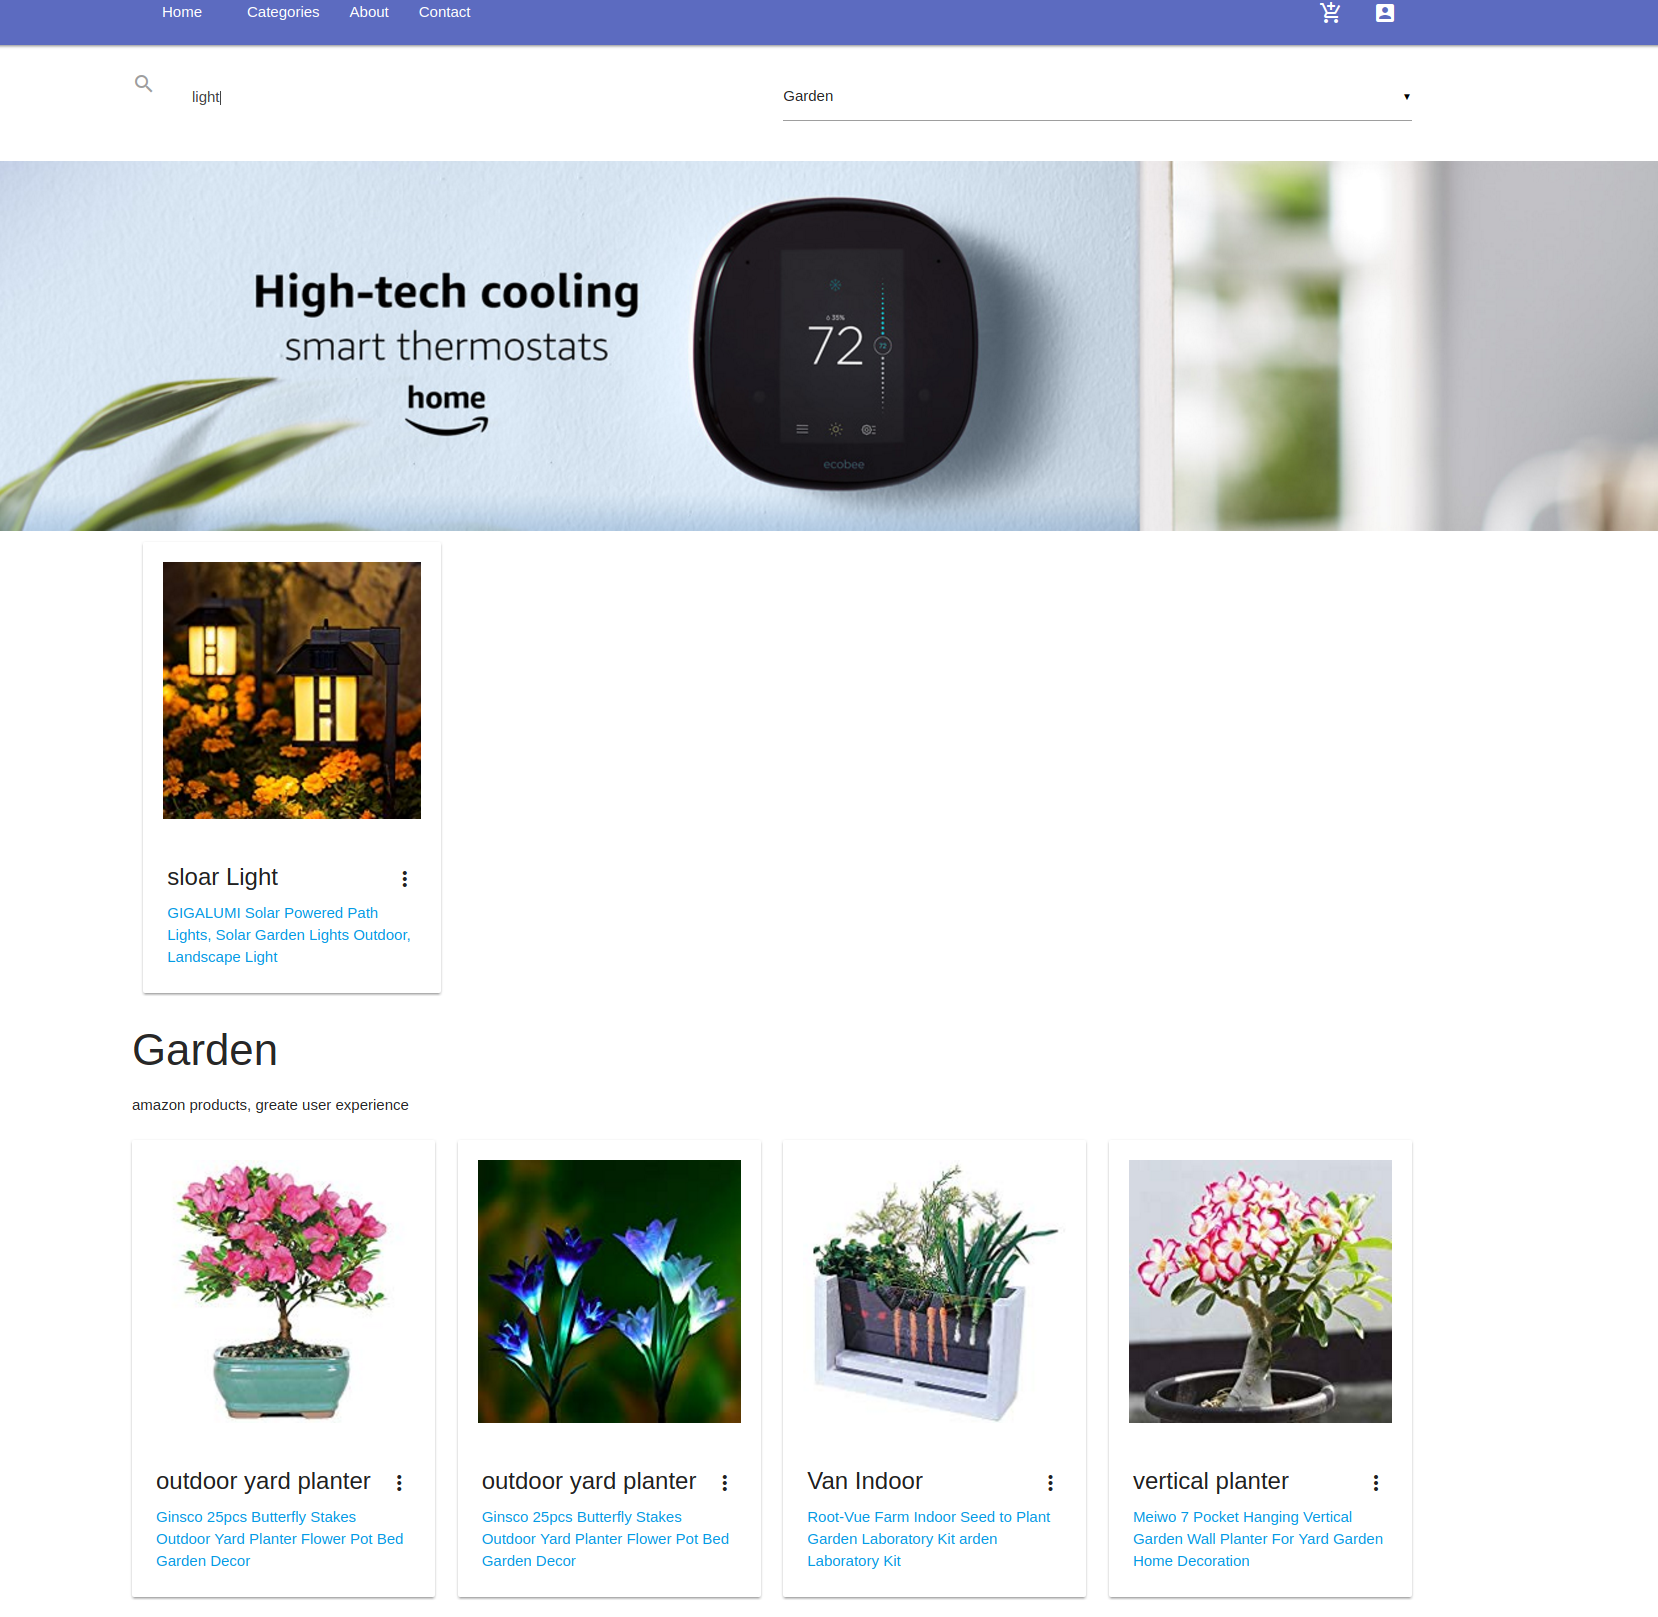 Home Categories About Contact
light
Garden
High-tech cooling
smart thermostats
home
35%
72
72
ecobee
sloar Light
GIGALUMI Solar Powered Path
Lights, Solar Garden Lights Outdoor,
Landscape Light
Garden
amazon products, greate user experience
outdoor yard planter
Ginsco 25pcs Butterfly Stakes
Outdoor Yard Planter Flower Pot Bed
Garden Decor
outdoor yard planter
Ginsco 25pcs Butterfly Stakes
Outdoor Yard Planter Flower Pot Bed
Garden Decor
Van Indoor
Root-Vue Farm Indoor Seed to Plant
Garden Laboratory Kit arden
Laboratory Kit
vertical planter
Meiwo 7 Pocket Hanging Vertical
Garden Wall Planter For Yard Garden
Home Decoration